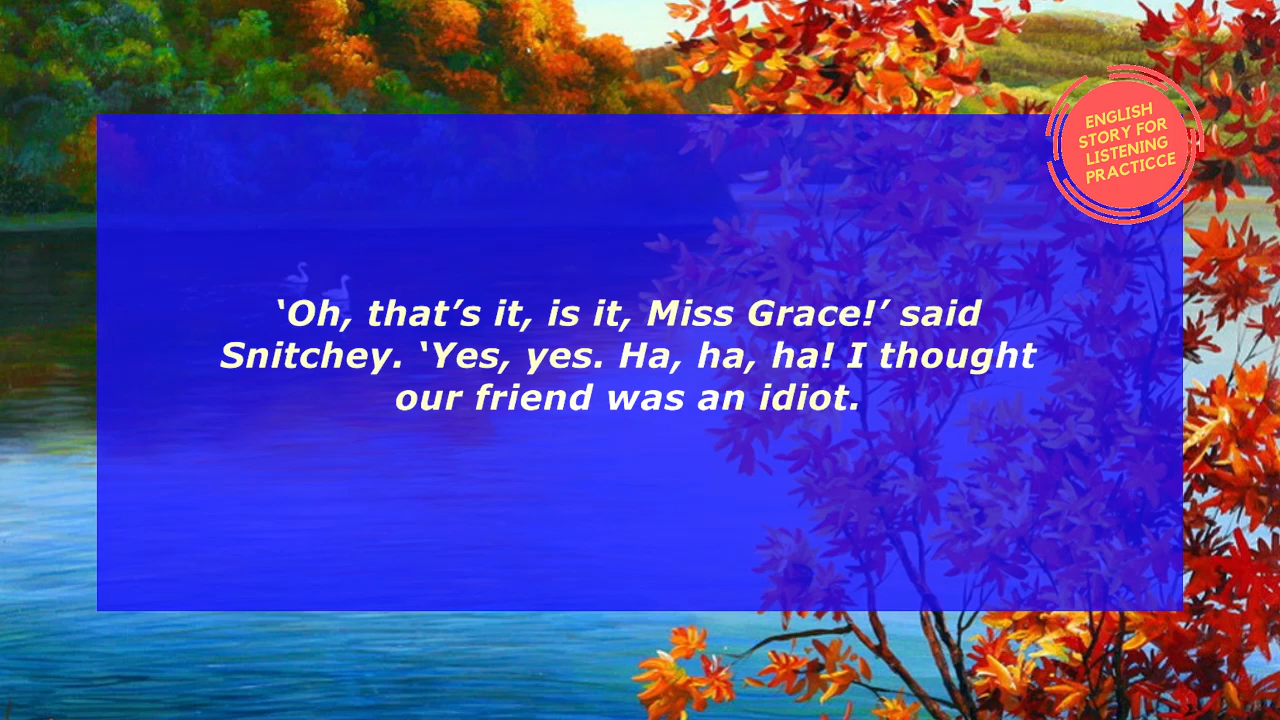 ‘Oh, that’s it, is it, Miss Grace!’ said
Snitchey. ‘Yes, yes. Ha, ha, ha! I thought
our friend was an idiot.
ENGLISH
STORY FOR
LISTENING
PRACTICCE